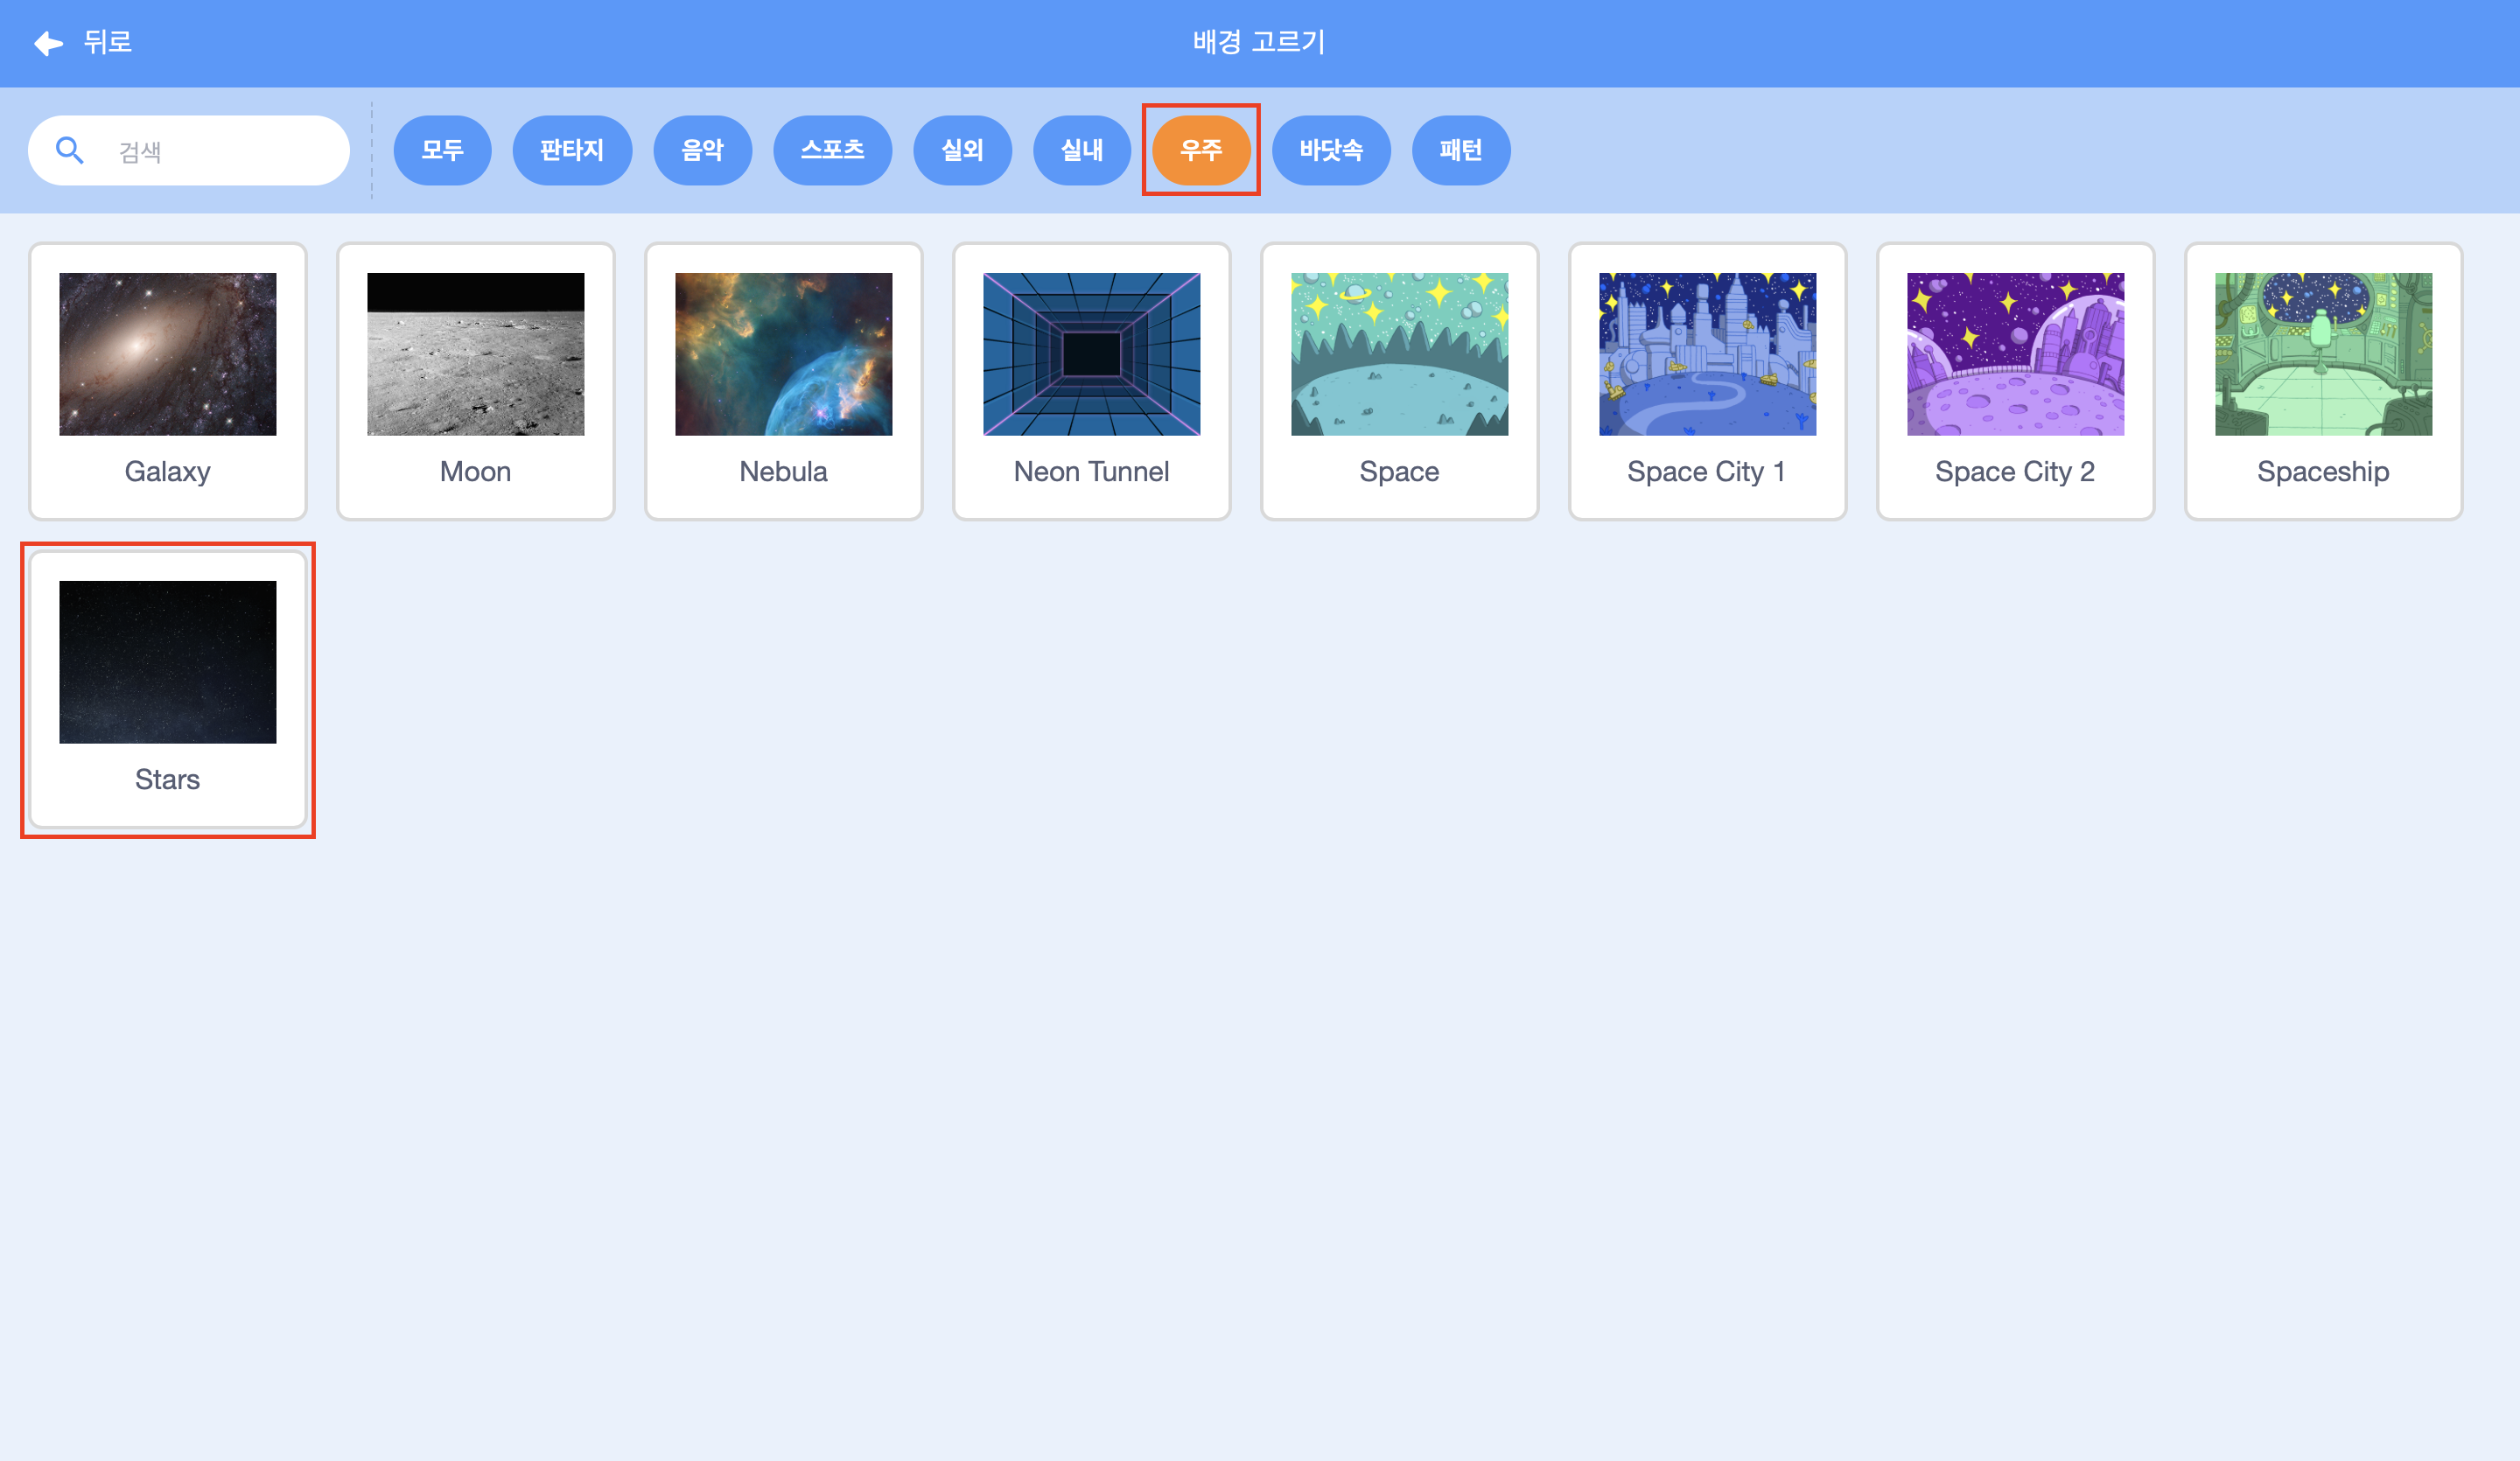 뒤로
배경 고르기
검색
모두 판타지 음악 스포츠 실외 실내 우주 바닷속 패턴
Galaxy Moon Nebula Neon Tunnel Space Space City 1 Space City 2 Spaceship
Stars